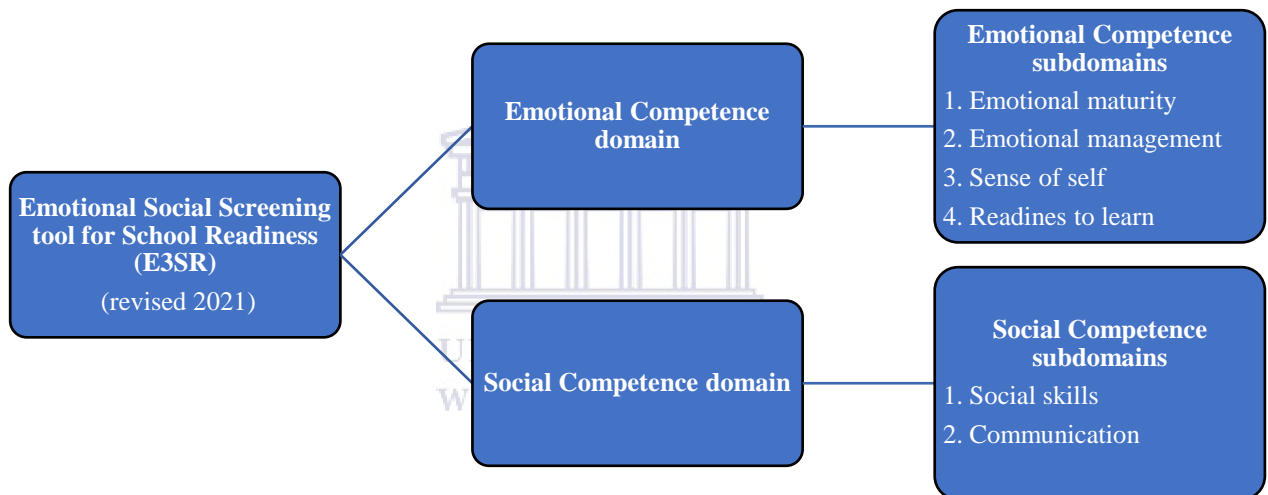 Emotional Social Screening
tool for School Readiness
(E3SR)
(revised 2021)
Emotional Competence
domain
Emotional Competence
subdomains
1. Emotional maturity
2. Emotional management
3. Sense of self
4. Readines to learn
Social Competence domain
Social Competence
subdomains
1. Social skills
2. Communication